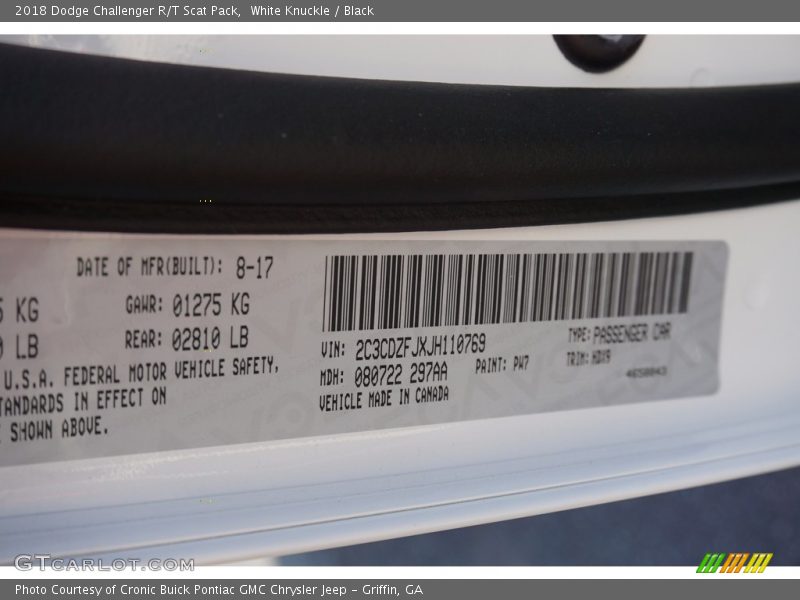 2018 Dodge Challenger R/T Scat Pack, White Knuckle / Black
DATE OF MFR(BUILT): 8-17
KG GAWR: 01275 KG
LB REAR: 02810 LB
U.S.A. FEDERAL MOTOR VEHICLE SAFETY,
TANDARDS IN EFFECT ON
SHOWN ABOVE.
VIN: 2C3CDZFJXJH110769 TYPE: PASSENGER CAR
MDH: 080722 297AA PAINT: PW7 TRIM: HDX9
VEHICLE MADE IN CANADA 4650043
GTCARLOT.COM
Photo Courtesy of Cronic Buick Pontiac GMC Chrysler Jeep - Griffin, GA